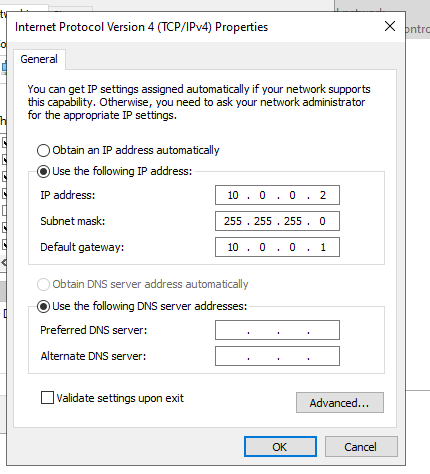 Internet Protocol Version 4 (TCP/IPv4) Properties
General
You can get IP settings assigned automatically if your network supports
this capability. Otherwise, you need to ask your network administrator
for the appropriate IP settings.
Obtain an IP address automatically
Use the following IP address:
IP address: 10 . 0 . 0 . 2
Subnet mask: 255 . 255 . 255 . 0
Default gateway: 10 . 0 . 0 . 1
Obtain DNS server address automatically
Use the following DNS server addresses:
Preferred DNS server: . . .
Alternate DNS server: . . .
Validate settings upon exit
Advanced...
OK Cancel